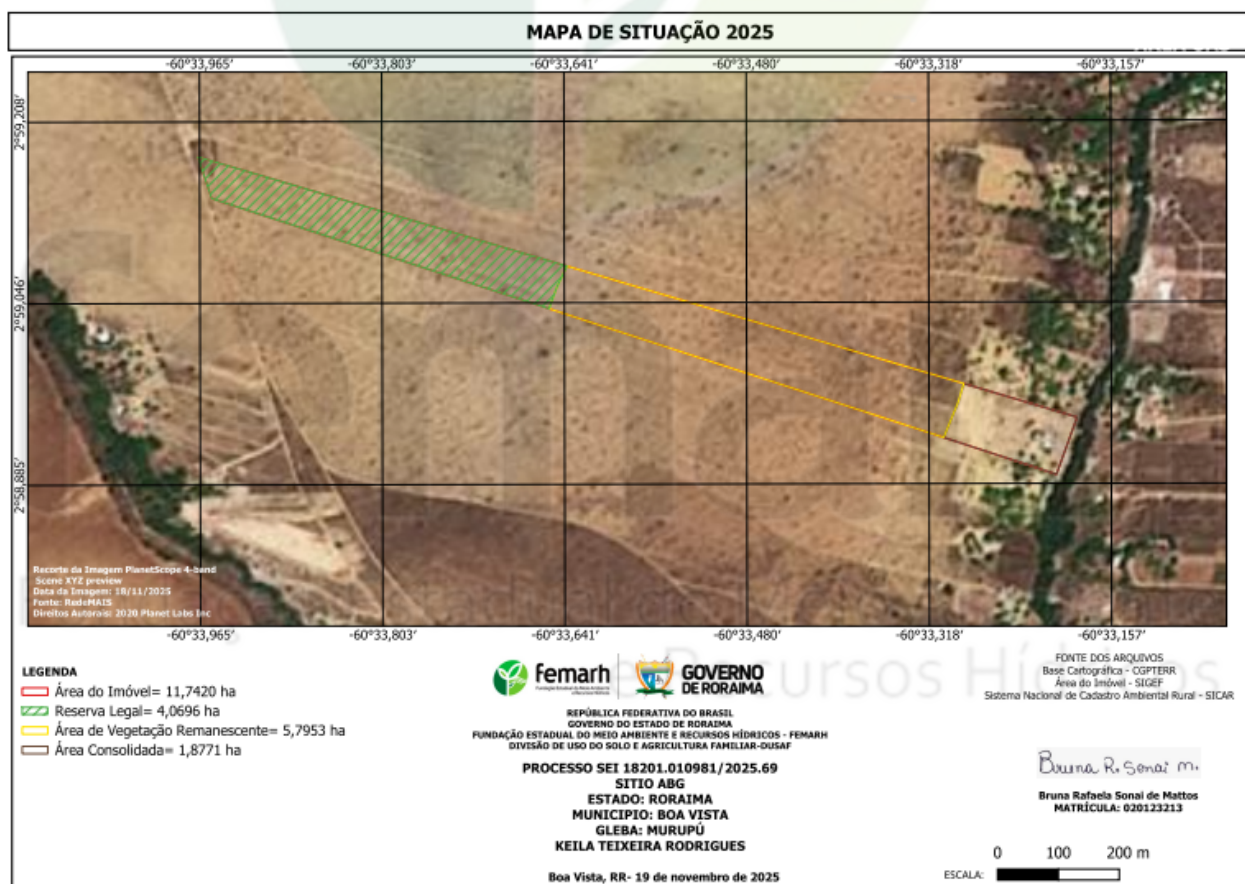 MAPA DE SITUAÇÃO 2025
-60°33,965’ -60°33,803’ -60°33,641’ -60°33,480’ -60°33,318’ -60°33,157’
2°59,208’
2°59,046’
2°58,885’
Recorte da Imagem PlanetScope 4-band
Scene XYZ preview
Data da Imagem: 18/11/2025
Fonte: RedeMAIS
Direitos Autorais: 2020 Planet Labs Inc
-60°33,965’ -60°33,803’ -60°33,641’ -60°33,480’ -60°33,318’ -60°33,157’
LEGENDA
Área do Imóvel= 11,7420 ha
Reserva Legal= 4,0696 ha
Área de Vegetação Remanescente= 5,7953 ha
Área Consolidada= 1,8771 ha
femarh
Fundação Estadual do Meio Ambiente e Recursos Hídricos
GOVERNO
DE RORAIMA
e Recursos Hídricos
REPÚBLICA FEDERATIVA DO BRASIL
GOVERNO DO ESTADO DE RORAIMA
FUNDAÇÃO ESTADUAL DO MEIO AMBIENTE E RECURSOS HÍDRICOS - FEMARH
DIVISÃO DE USO DO SOLO E AGRICULTURA FAMILIAR-DUSAF
PROCESSO SEI 18201.010981/2025.69
SITIO ABG
ESTADO: RORAIMA
MUNICIPIO: BOA VISTA
GLEBA: MURUPÚ
KEILA TEIXEIRA RODRIGUES
Boa Vista, RR- 19 de novembro de 2025
FONTE DOS ARQUIVOS
Base Cartográfica - CGPTERR
Área do Imóvel - SIGEF
Sistema Nacional de Cadastro Ambiental Rural - SICAR
Bruna R. Sonai M.
Bruna Rafaela Sonai de Mattos
MATRÍCULA: 020123213
0 100 200 m
ESCALA: